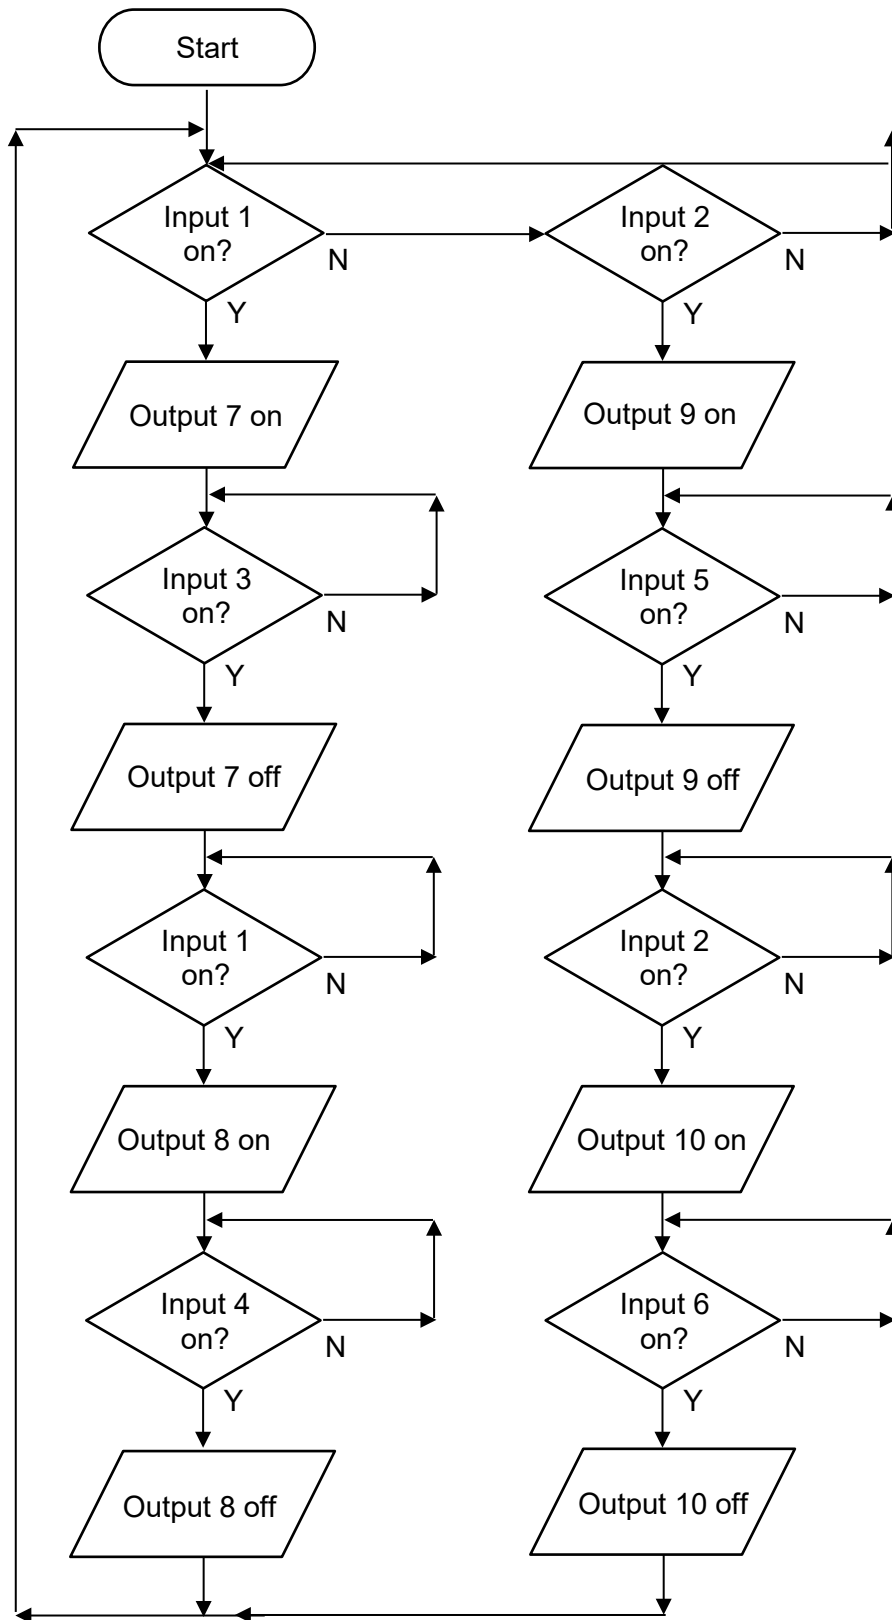 Start
Input 1
on?
N
Y
Input 2
on?
N
Y
Output 7 on
Output 9 on
Input 3
on?
N
Y
Input 5
on?
N
Y
Output 7 off
Output 9 off
Input 1
on?
N
Y
Input 2
on?
N
Y
Output 8 on
Output 10 on
Input 4
on?
N
Y
Input 6
on?
N
Y
Output 8 off
Output 10 off